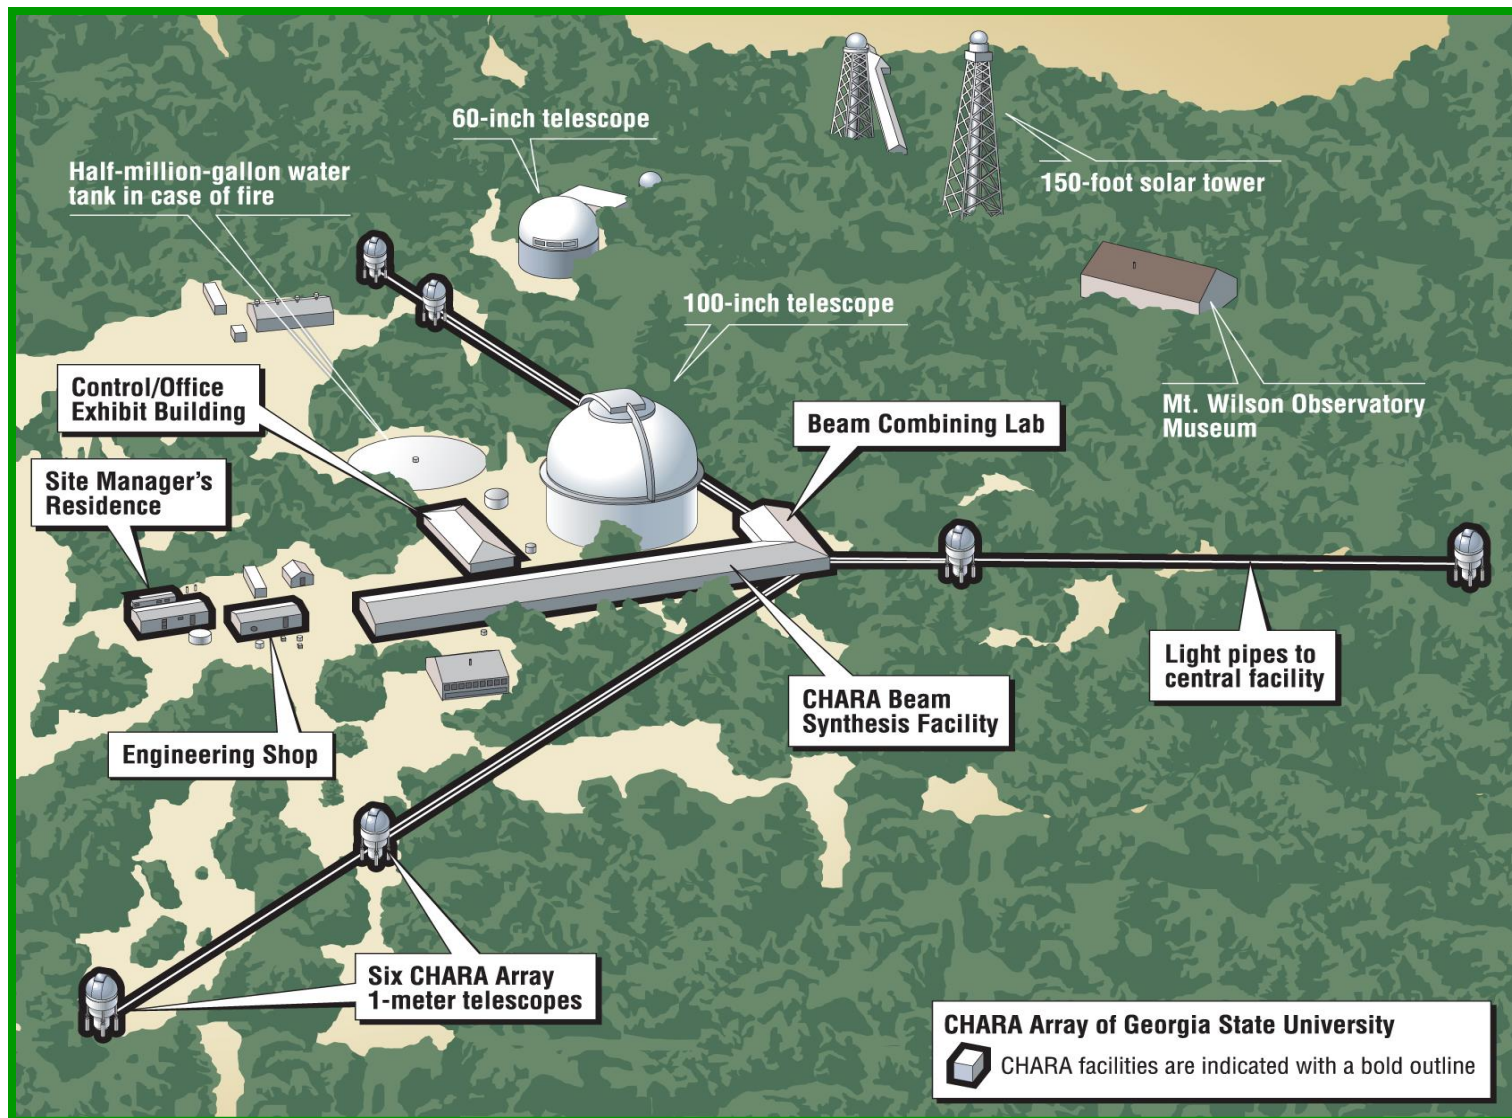 60-inch telescope
Half-million-gallon water
tank in case of fire
150-foot solar tower
100-inch telescope
Control/Office
Exhibit Building
Beam Combining Lab
Mt. Wilson Observatory
Museum
Site Manager’s
Residence
Light pipes to
central facility
CHARA Beam
Synthesis Facility
Engineering Shop
Six CHARA Array
1-meter telescopes
CHARA Array of Georgia State University
CHARA facilities are indicated with a bold outline